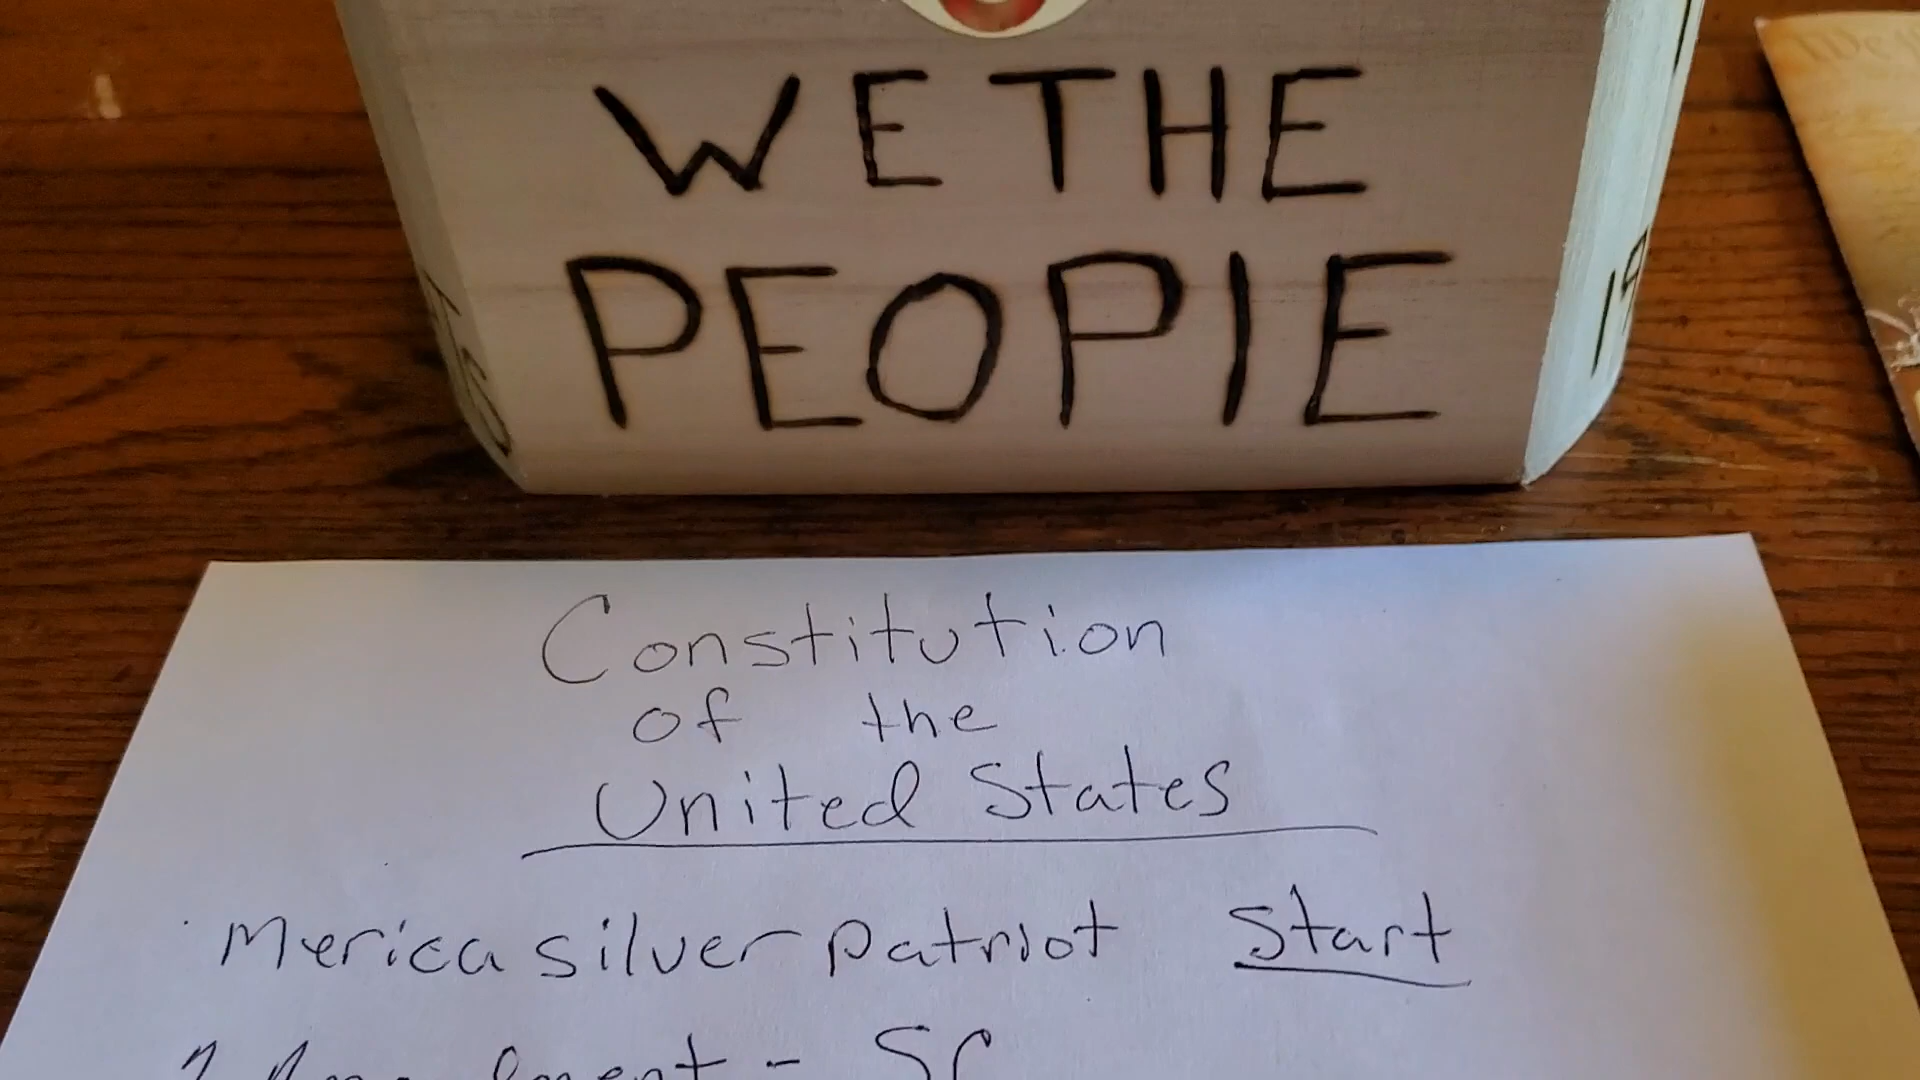 WE THE
PEOPIE
Constitution
of the
United States
Merica silver patriot Start